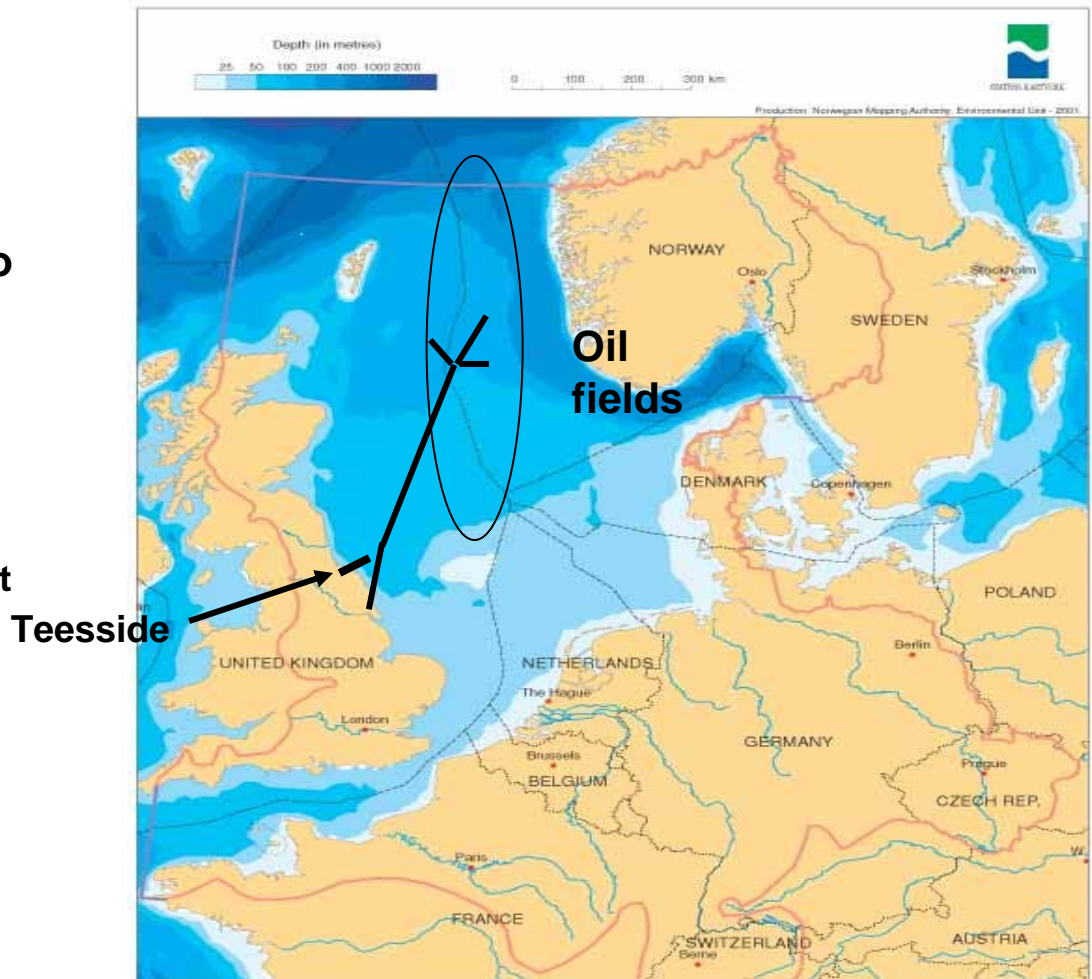 Depth (in metres)
25 50 100 200 400 1000 2000
0 100 200 300 km
Production: Norwegian Mapping Authority, Environmental Unit - 2001
NORWAY
Oslo
Stockholm
SWEDEN
o
Oil
fields
DENMARK
Copenhagen
t
Teesside
POLAND
Berlin
UNITED KINGDOM
NETHERLANDS
The Hague
London
GERMANY
Brussels
BELGIUM
Prague
CZECH REP.
Paris
W
FRANCE
SWITZERLAND
Berne
AUSTRIA